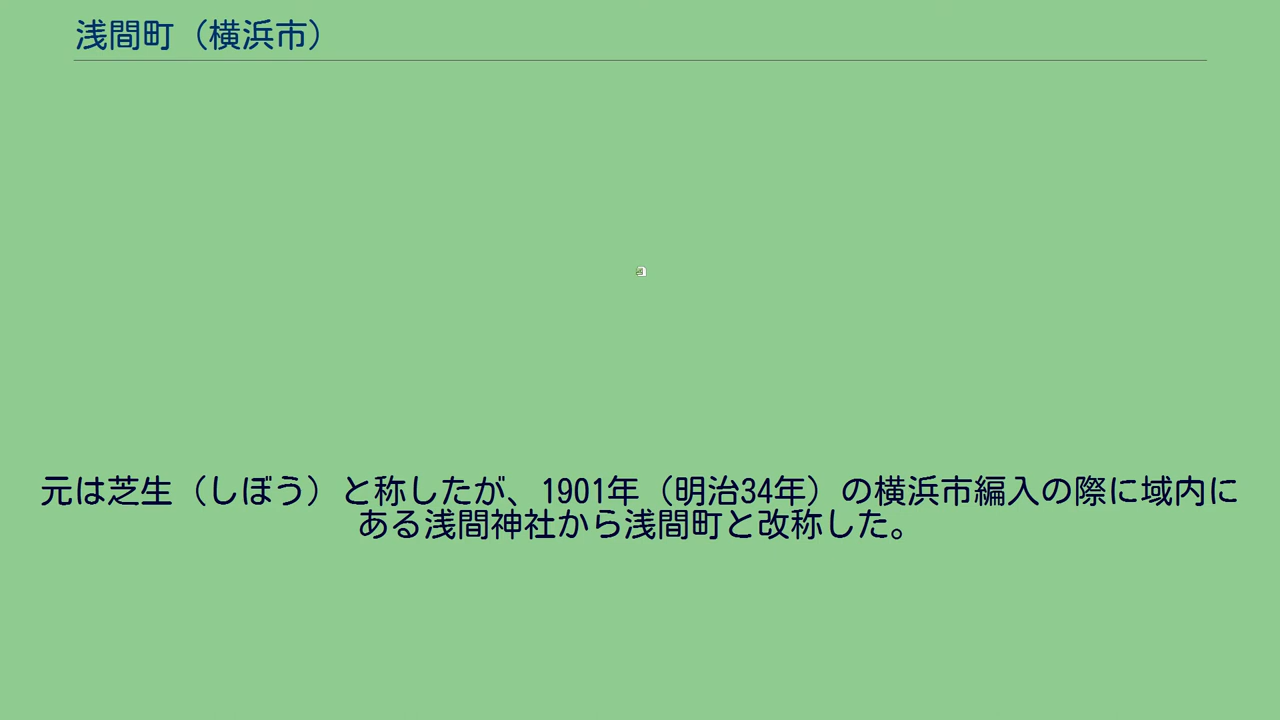 浅間町（横浜市）
元は芝生（しぼう）と称したが、1901年（明治34年）の横浜市編入の際に域内に
ある浅間神社から浅間町と改称した。